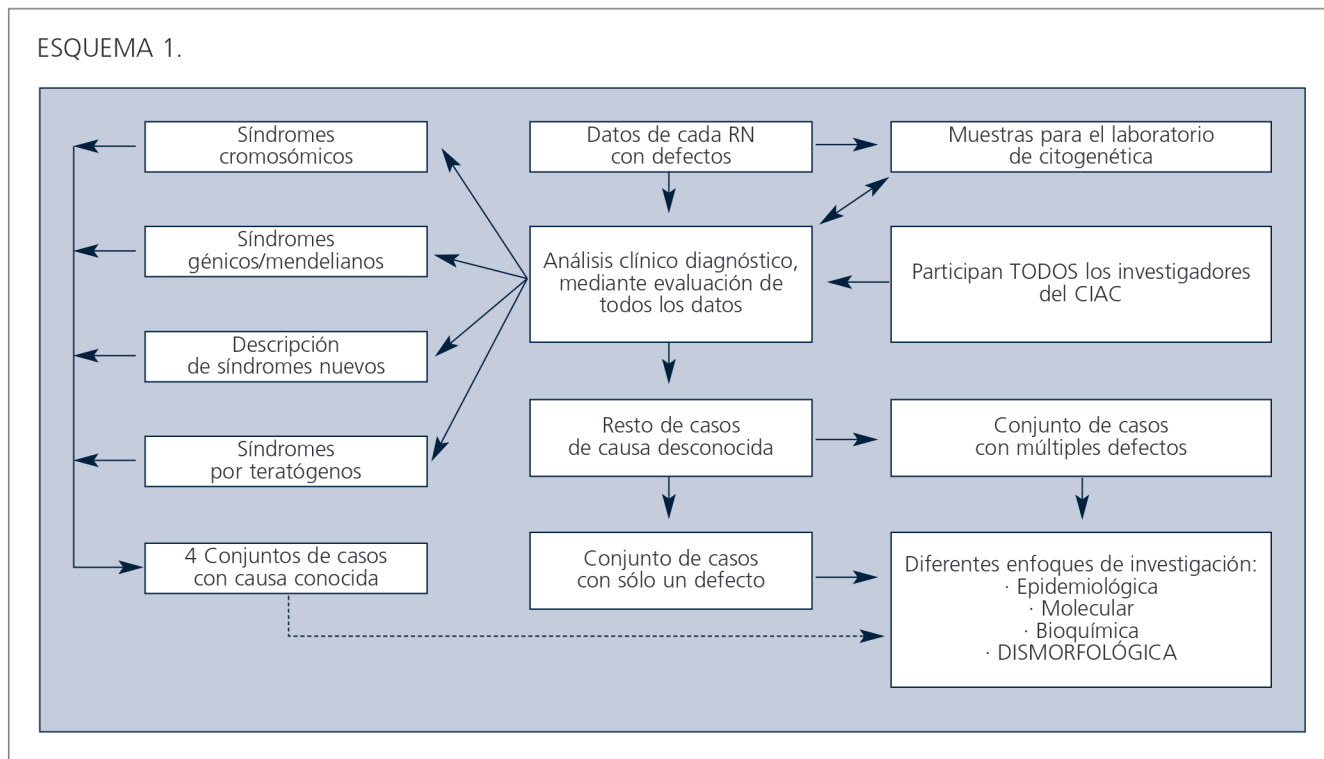 ESQUEMA 1.
Síndromes
cromosómicos
Datos de cada RN
con defectos
Muestras para el laboratorio
de citogenética
Síndromes
génicos/mendelianos
Análisis clínico diagnóstico,
mediante evaluación de
todos los datos
Participan TODOS los investigadores
del CIAC
Descripción
de síndromes nuevos
Resto de casos
de causa desconocida
Conjunto de casos
con múltiples defectos
Síndromes
por teratógenos
4 Conjuntos de casos
con causa conocida
Conjunto de casos
con sólo un defecto
Diferentes enfoques de investigación:
· Epidemiológica
· Molecular
· Bioquímica
· DISMORFOLÓGICA